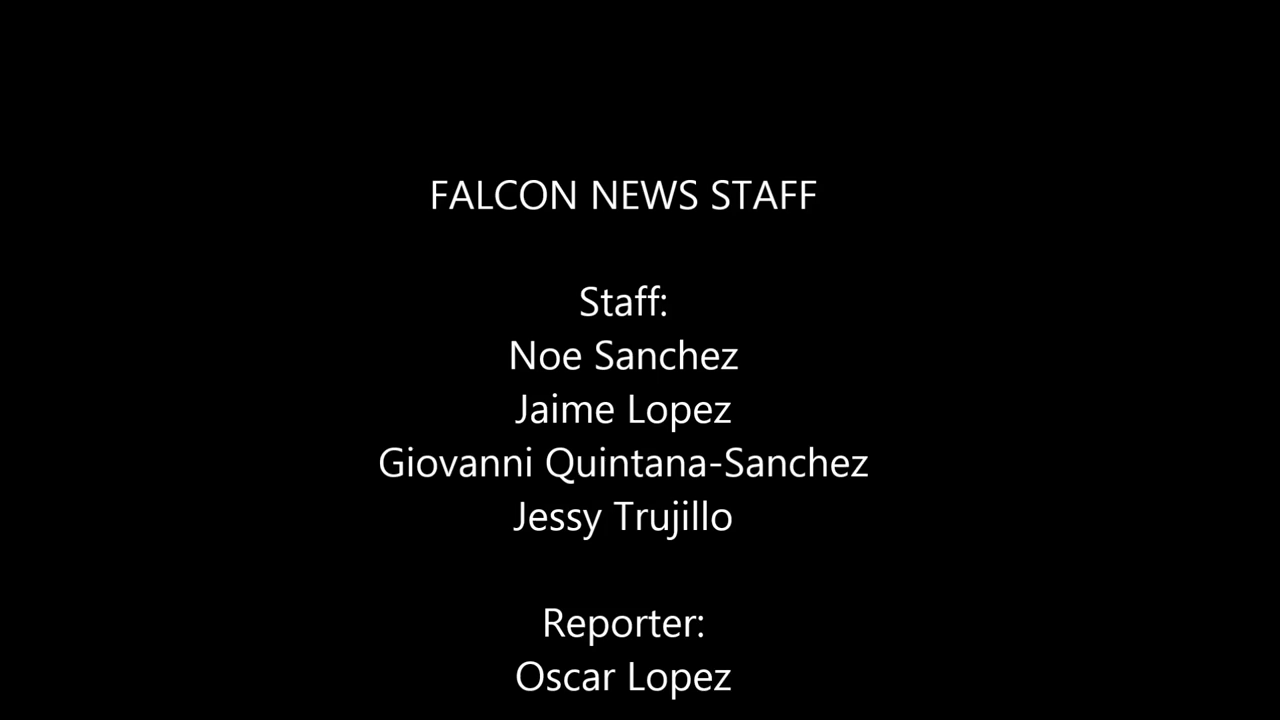 FALCON NEWS STAFF
Staff:
Noe Sanchez
Jaime Lopez
Giovanni Quintana-Sanchez
Jessy Trujillo
Reporter:
Oscar Lopez